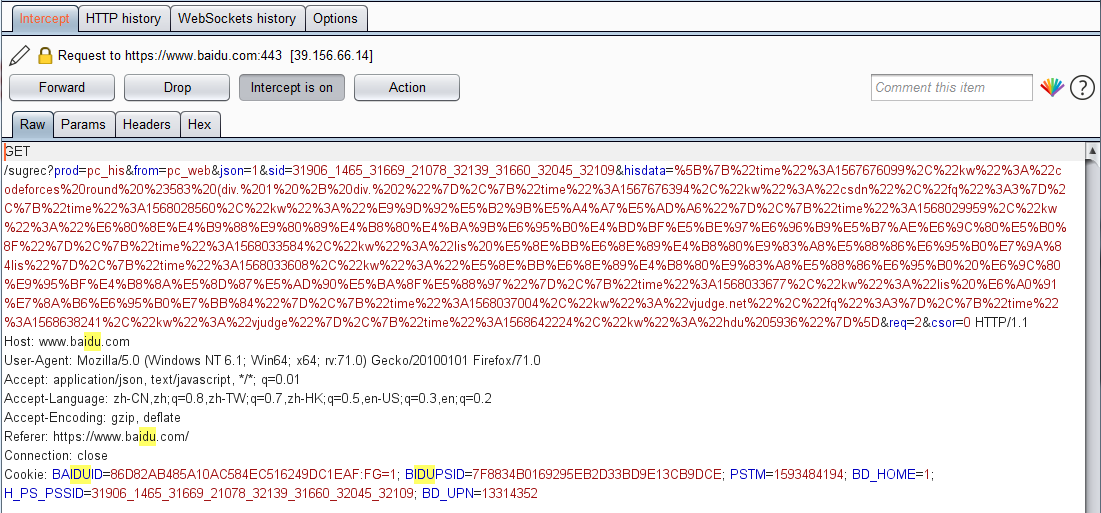 Intercept HTTP history WebSockets history Options
Request to https://www.baidu.com:443 [39.156.66.14]
Forward Drop Intercept is on Action Comment this item ?
Raw Params Headers Hex
GET
/sugrec?prod=pc_his&from=pc_web&json=1&sid=31906_1465_31669_21078_32139_31660_32045_32109&hisdata=%5B%7B%22time%22%3A1567676099%2C%22kw%22%3A%22c
odeforces%20round%20%23583%20(div.%201%20%2B%20div.%202%22%7D%2C%7B%22time%22%3A1567676394%2C%22kw%22%3A%22csdn%22%2C%22fq%22%3A3%7D%2
C%7B%22time%22%3A1568028560%2C%22kw%22%3A%22%E9%9D%92%E5%B2%9B%E5%A4%A7%E5%AD%A6%22%7D%2C%7B%22time%22%3A1568029959%2C%22kw
%22%3A%22%E6%80%8E%E4%B9%88%E9%80%89%E4%B8%80%E4%BA%9B%E6%95%B0%E4%BD%BF%E5%BE%97%E6%96%B9%E5%B7%AE%E6%9C%80%E5%B0%
8F%22%7D%2C%7B%22time%22%3A1568033584%2C%22kw%22%3A%22lis%20%E5%8E%BB%E6%8E%89%E4%B8%80%E9%83%A8%E5%88%86%E6%95%B0%E7%9A%
84lis%22%7D%2C%7B%22time%22%3A1568033608%2C%22kw%22%3A%22%E5%8E%BB%E6%8E%89%E4%B8%80%E9%83%A8%E5%88%86%E6%95%B0%20%E6%9C%80
%E9%95%BF%E4%B8%8A%E5%8D%87%E5%AD%90%E5%BA%8F%E5%88%97%22%7D%2C%7B%22time%22%3A1568033677%2C%22kw%22%3A%22lis%20%E6%A0%91
%E7%8A%B6%E6%95%B0%E7%BB%84%22%7D%2C%7B%22time%22%3A1568037004%2C%22kw%22%3A%22vjudge.net%22%2C%22fq%22%3A3%7D%2C%7B%22time%22
%3A1568638241%2C%22kw%22%3A%22vjudge%22%7D%2C%7B%22time%22%3A1568642224%2C%22kw%22%3A%22hdu%205936%22%7D%5D&req=2&csor=0 HTTP/1.1
Host: www.baidu.com
User-Agent: Mozilla/5.0 (Windows NT 6.1; Win64; x64; rv:71.0) Gecko/20100101 Firefox/71.0
Accept: application/json, text/javascript, */*; q=0.01
Accept-Language: zh-CN,zh;q=0.8,zh-TW;q=0.7,zh-HK;q=0.5,en-US;q=0.3,en;q=0.2
Accept-Encoding: gzip, deflate
Referer: https://www.baidu.com/
Connection: close
Cookie: BAIDUID=86D82AB485A10AC584EC516249DC1EAF:FG=1; BIDUPSID=7F8834B0169295EB2D33BD9E13CB9DCE; PSTM=1593484194; BD_HOME=1;
H_PS_PSSID=31906_1465_31669_21078_32139_31660_32045_32109; BD_UPN=13314352